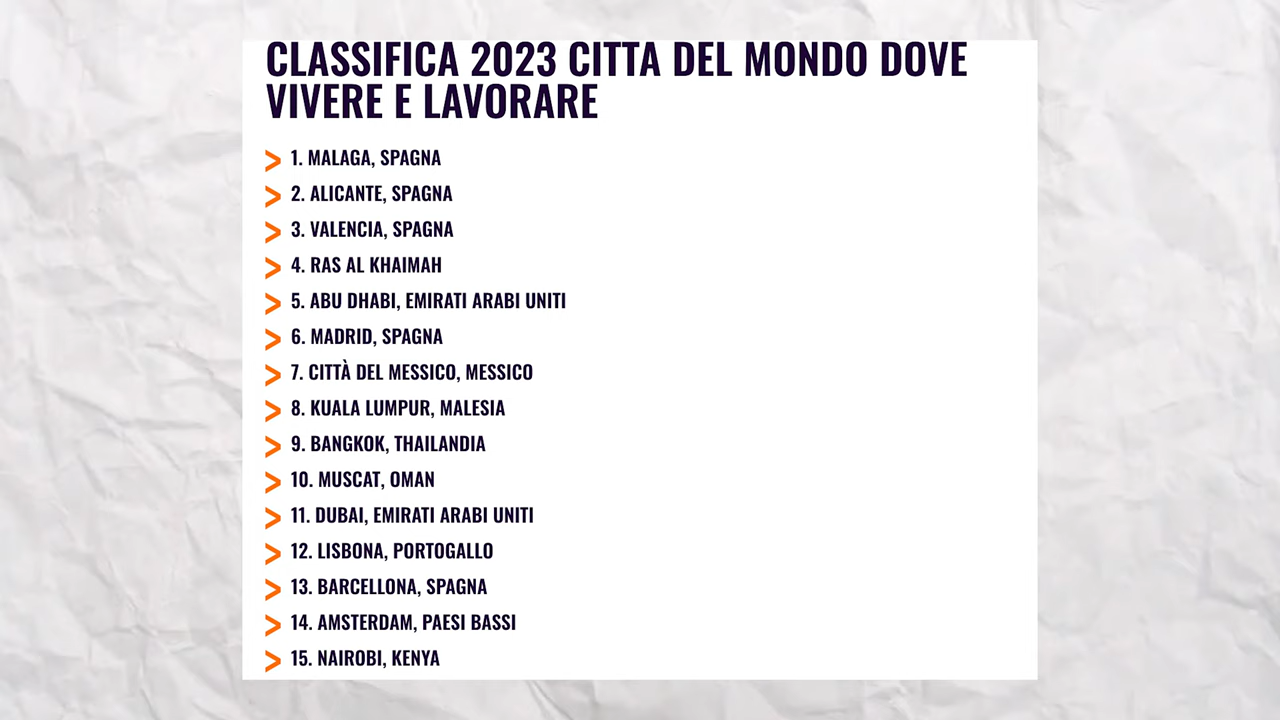 CLASSIFICA 2023 CITTA DEL MONDO DOVE
VIVERE E LAVORARE
1. MALAGA, SPAGNA
2. ALICANTE, SPAGNA
3. VALENCIA, SPAGNA
4. RAS AL KHAIMAH
5. ABU DHABI, EMIRATI ARABI UNITI
6. MADRID, SPAGNA
7. CITTÀ DEL MESSICO, MESSICO
8. KUALA LUMPUR, MALESIA
9. BANGKOK, THAILANDIA
10. MUSCAT, OMAN
11. DUBAI, EMIRATI ARABI UNITI
12. LISBONA, PORTOGALLO
13. BARCELLONA, SPAGNA
14. AMSTERDAM, PAESI BASSI
15. NAIROBI, KENYA